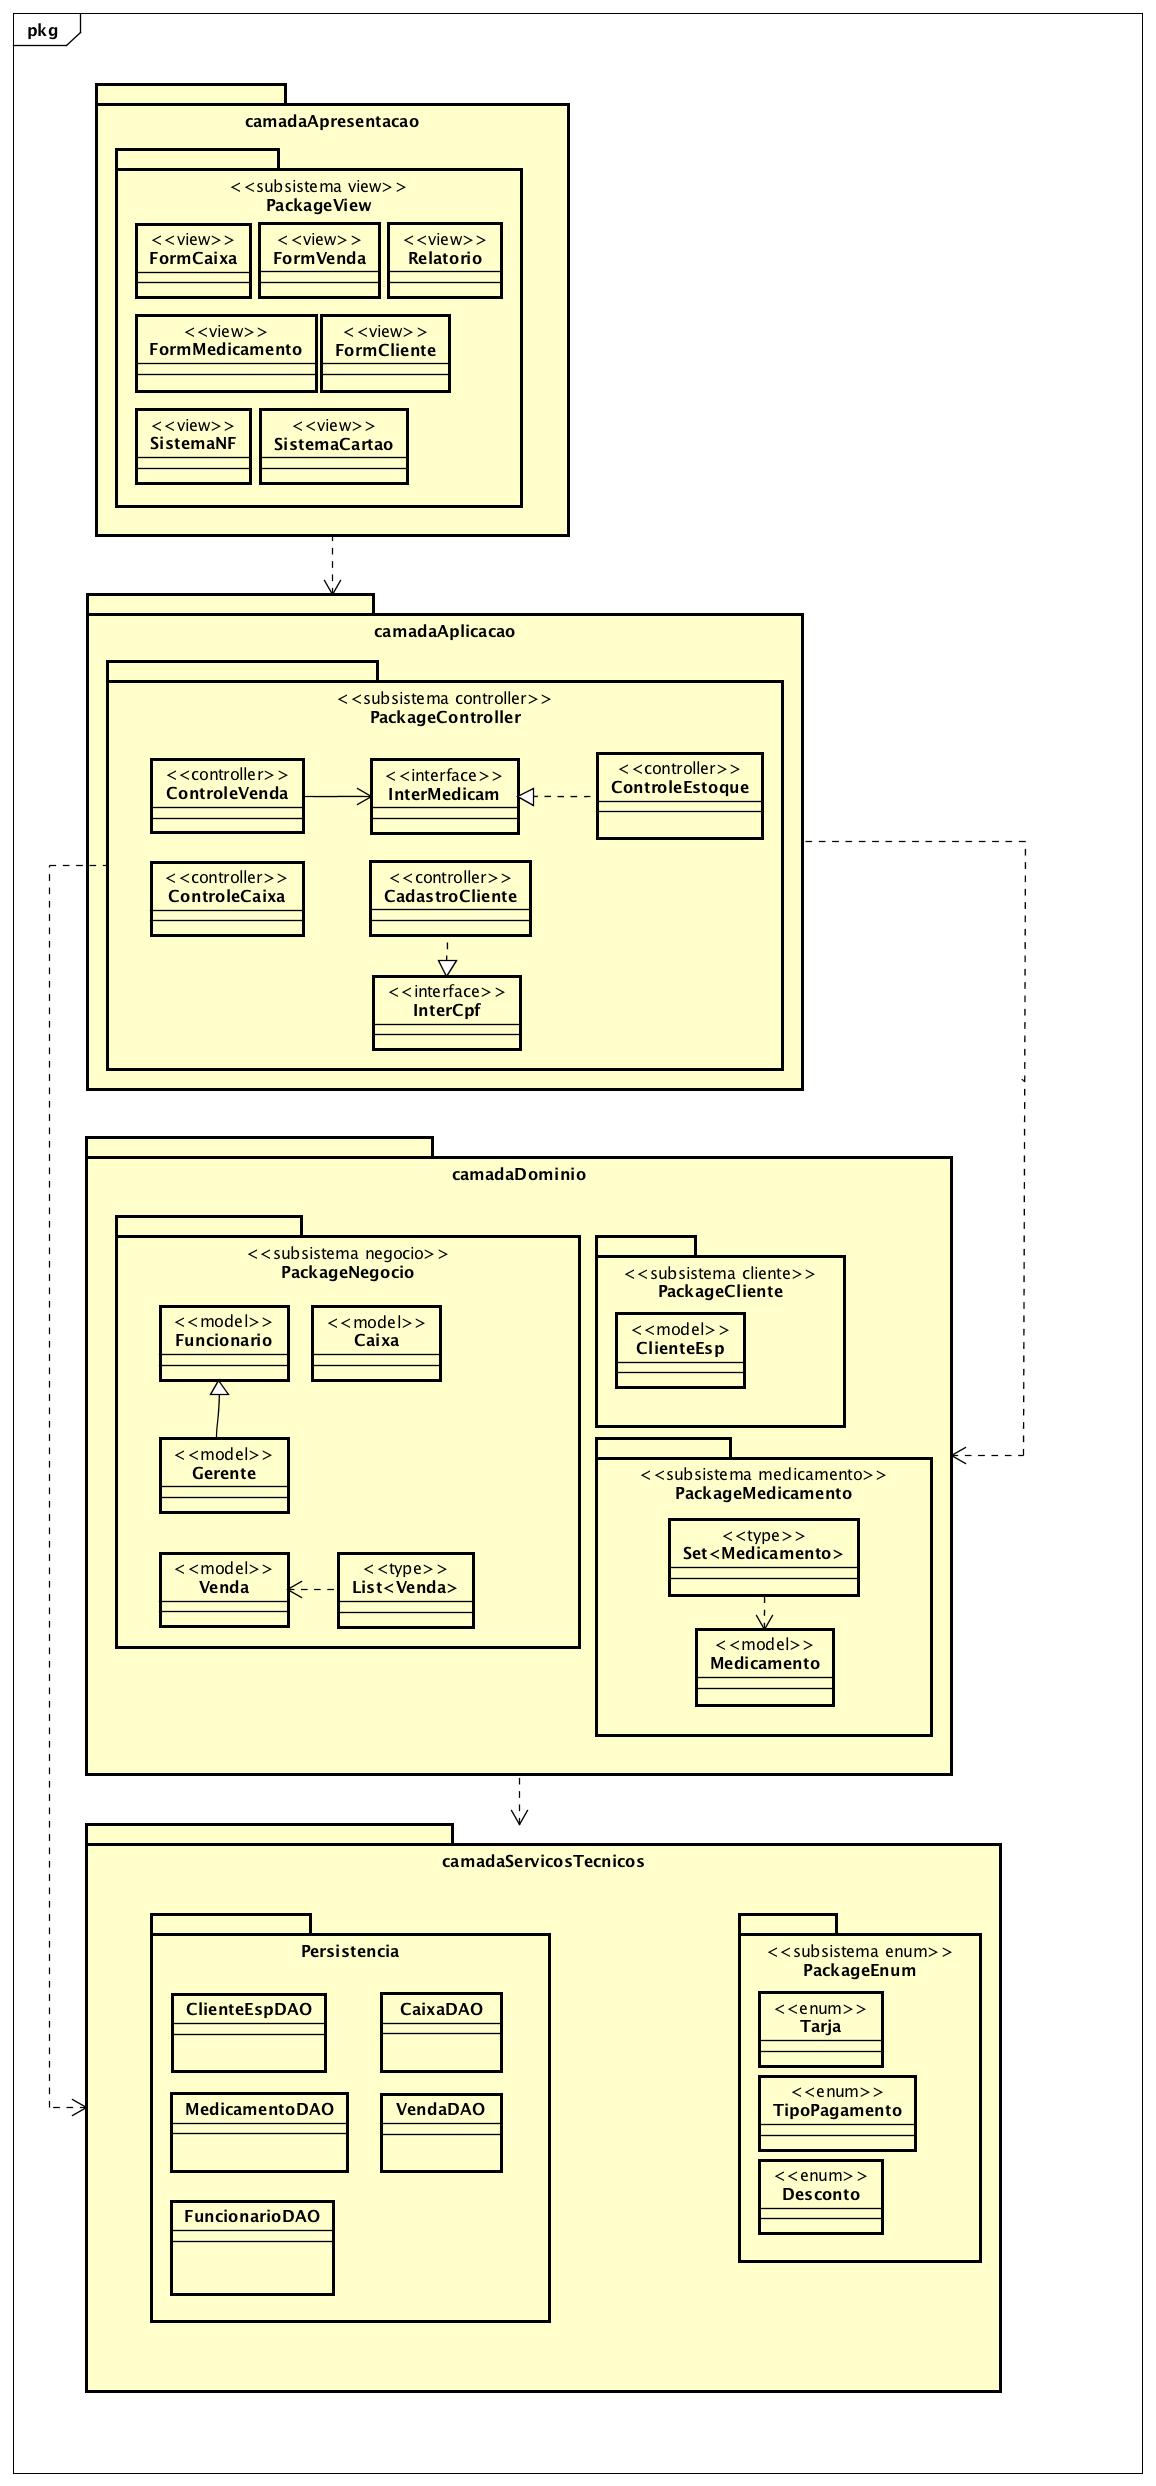 pkg
camadaApresentacao
<<subsistema view>>
PackageView
<<view>>
FormCaixa
<<view>>
FormVenda
<<view>>
Relatorio
<<view>>
FormMedicamento
<<view>>
FormCliente
<<view>>
SistemaNF
<<view>>
SistemaCartao
camadaAplicacao
<<subsistema controller>>
PackageController
<<controller>>
ControleVenda
<<interface>>
InterMedicam
<<controller>>
ControleEstoque
<<controller>>
ControleCaixa
<<controller>>
CadastroCliente
<<interface>>
InterCpf
camadaDominio
<<subsistema negocio>>
PackageNegocio
<<model>>
Funcionario
<<model>>
Caixa
<<model>>
Gerente
<<model>>
Venda
<<type>>
List<Venda>
<<subsistema cliente>>
PackageCliente
<<model>>
ClienteEsp
<<subsistema medicamento>>
PackageMedicamento
<<type>>
Set<Medicamento>
<<model>>
Medicamento
camadaServicosTecnicos
Persistencia
ClienteEspDAO
CaixaDAO
MedicamentoDAO
VendaDAO
FuncionarioDAO
<<subsistema enum>>
PackageEnum
<<enum>>
Tarja
<<enum>>
TipoPagamento
<<enum>>
Desconto